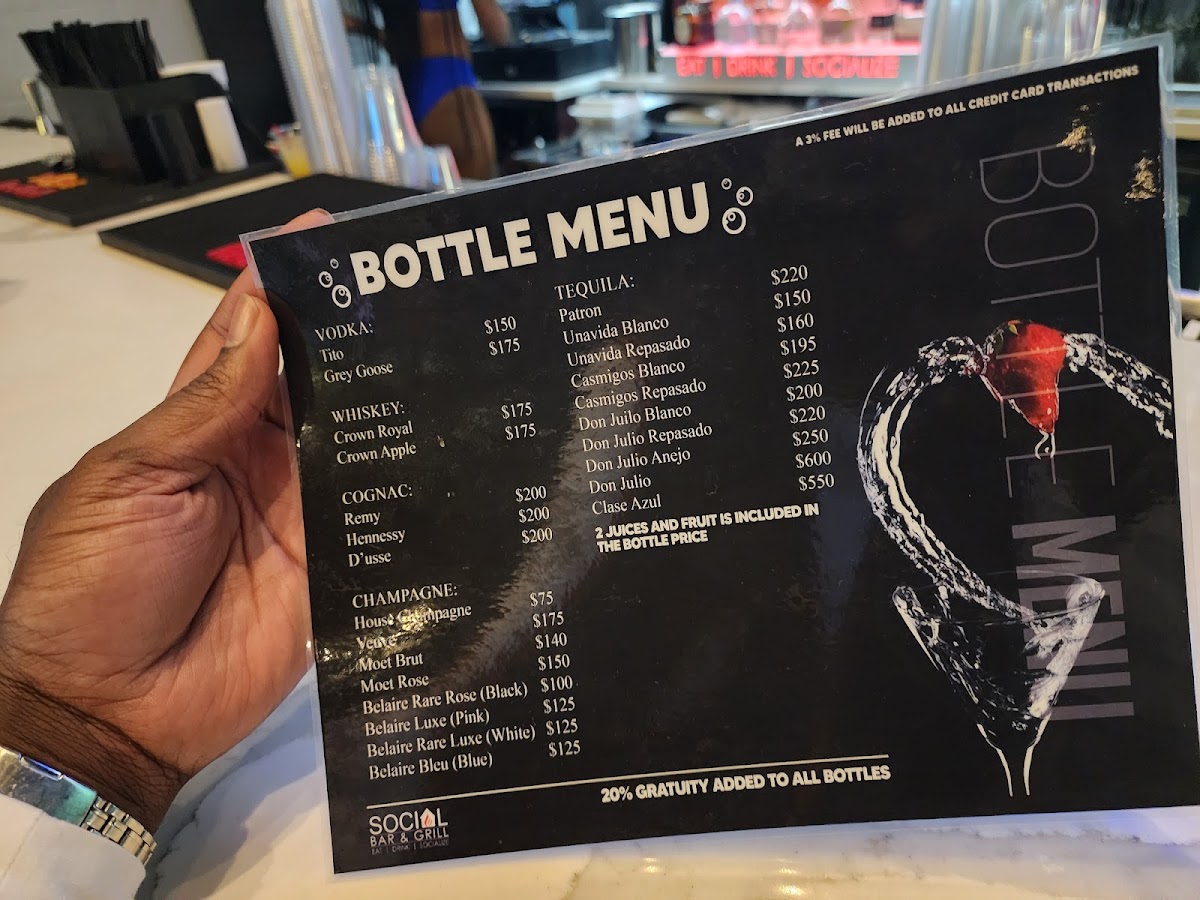 EAT | DRINK | SOCIALIZE
A 3% FEE WILL BE ADDED TO ALL CREDIT CARD TRANSACTIONS
BOTTLE MENU
VODKA:
Tito $150
Grey Goose $175
WHISKEY:
Crown Royal $175
Crown Apple $175
COGNAC:
Remy $200
Hennessy $200
D'usse $200
CHAMPAGNE:
House Champagne $75
Veuve $175
Moet Brut $140
Moet Rose $150
Belaire Rare Rose (Black) $100
Belaire Luxe (Pink) $125
Belaire Rare Luxe (White) $125
Belaire Bleu (Blue) $125
TEQUILA:
Patron $220
Unavida Blanco $150
Unavida Repasado $160
Casmigos Blanco $195
Casmigos Repasado $225
Don Juilo Blanco $200
Don Julio Repasado $220
Don Julio Anejo $250
Don Julio $600
Clase Azul $550
2 JUICES AND FRUIT IS INCLUDED IN
THE BOTTLE PRICE
BOTTLE MENU
20% GRATUITY ADDED TO ALL BOTTLES
SOCIAL
BAR & GRILL
EAT | DRINK | SOCIALIZE